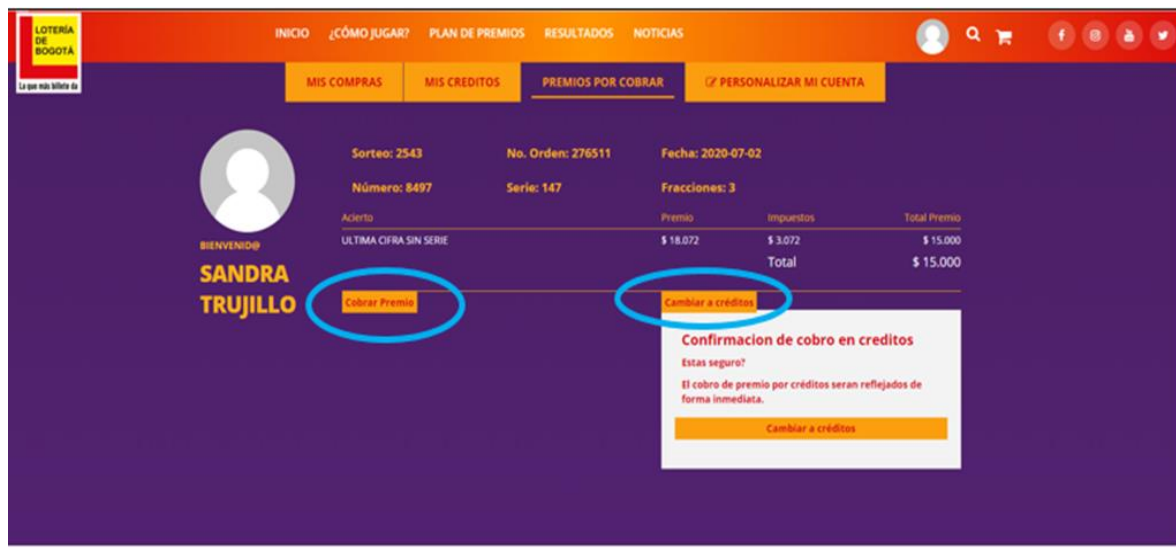 LOTERÍA
DE
BOGOTÁ
La que más billete da
INICIO ¿CÓMO JUGAR? PLAN DE PREMIOS RESULTADOS NOTICIAS
MIS COMPRAS MIS CREDITOS PREMIOS POR COBRAR PERSONALIZAR MI CUENTA
Sorteo: 2543 No. Orden: 276511 Fecha: 2020-07-02
Número: 8497 Serie: 147 Fracciones: 3
Acierto Premio Impuestos Total Premio
ULTIMA CIFRA SIN SERIE $ 18.072 $ 3.072 $ 15.000
Total $ 15.000
BIENVENID@
SANDRA
TRUJILLO
Cobrar Premio Cambiar a créditos
Confirmacion de cobro en creditos
Estas seguro?
El cobro de premio por créditos seran reflejados de
forma inmediata.
Cambiar a créditos